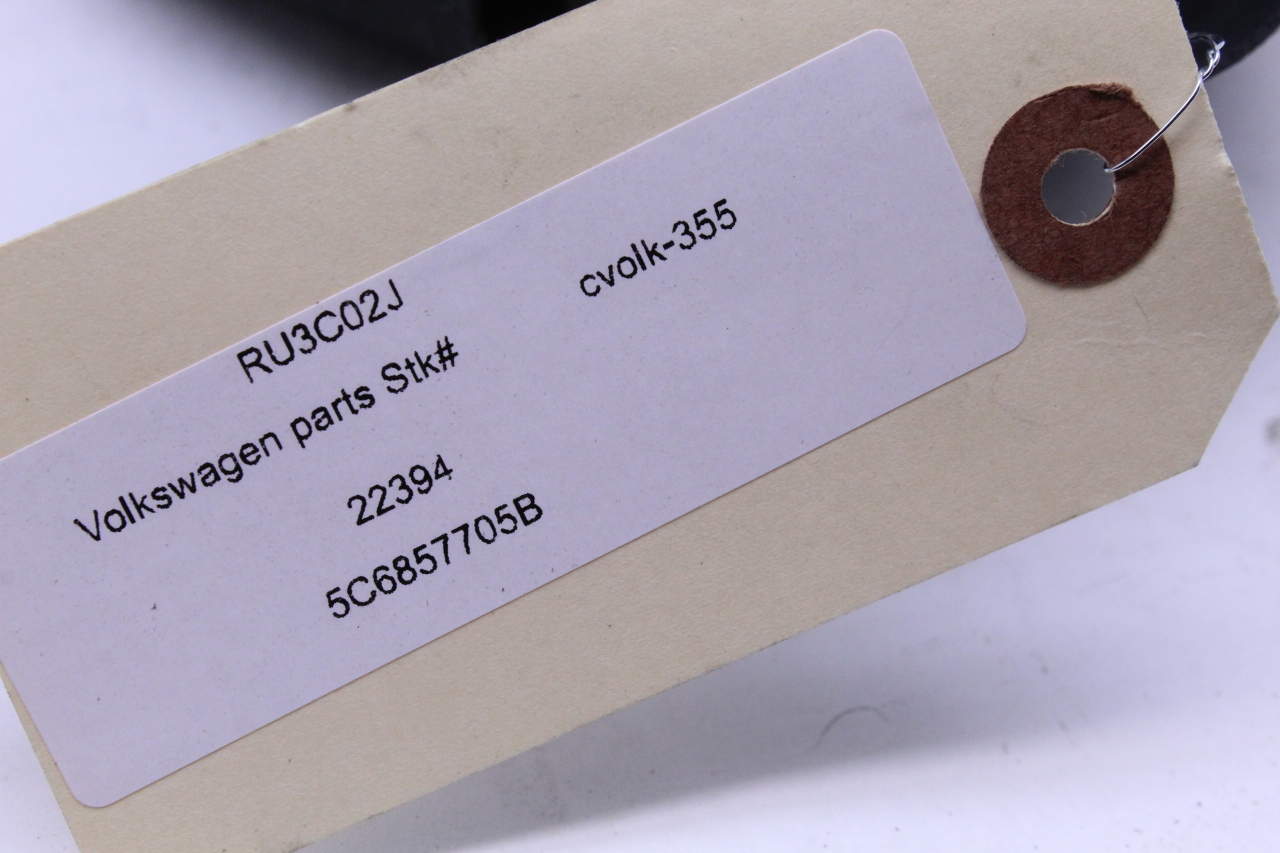 RU3C02J
cvolk-355
Volkswagen parts Stk#
22394
5C6857705B